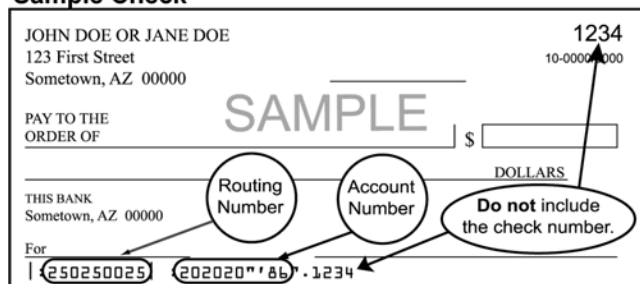 Sample Check
JOHN DOE OR JANE DOE
1234
123 First Street
Sometown, AZ 00000
SAMPLE
PAY TO THE
ORDER OF
$
DOLLARS
THIS BANK
Sometown, AZ 00000
Routing
Number
Account
Number
Do not include
the check number.
For
250250025
202020"'86".1234